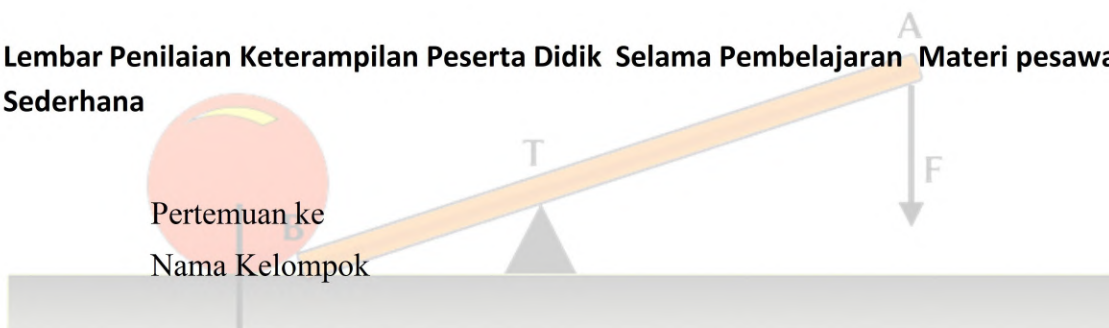 A
Lembar Penilaian Keterampilan Peserta Didik Selama Pembelajaran Materi pesawa
Sederhana
T
F
Pertemuan ke
B
Nama Kelompok